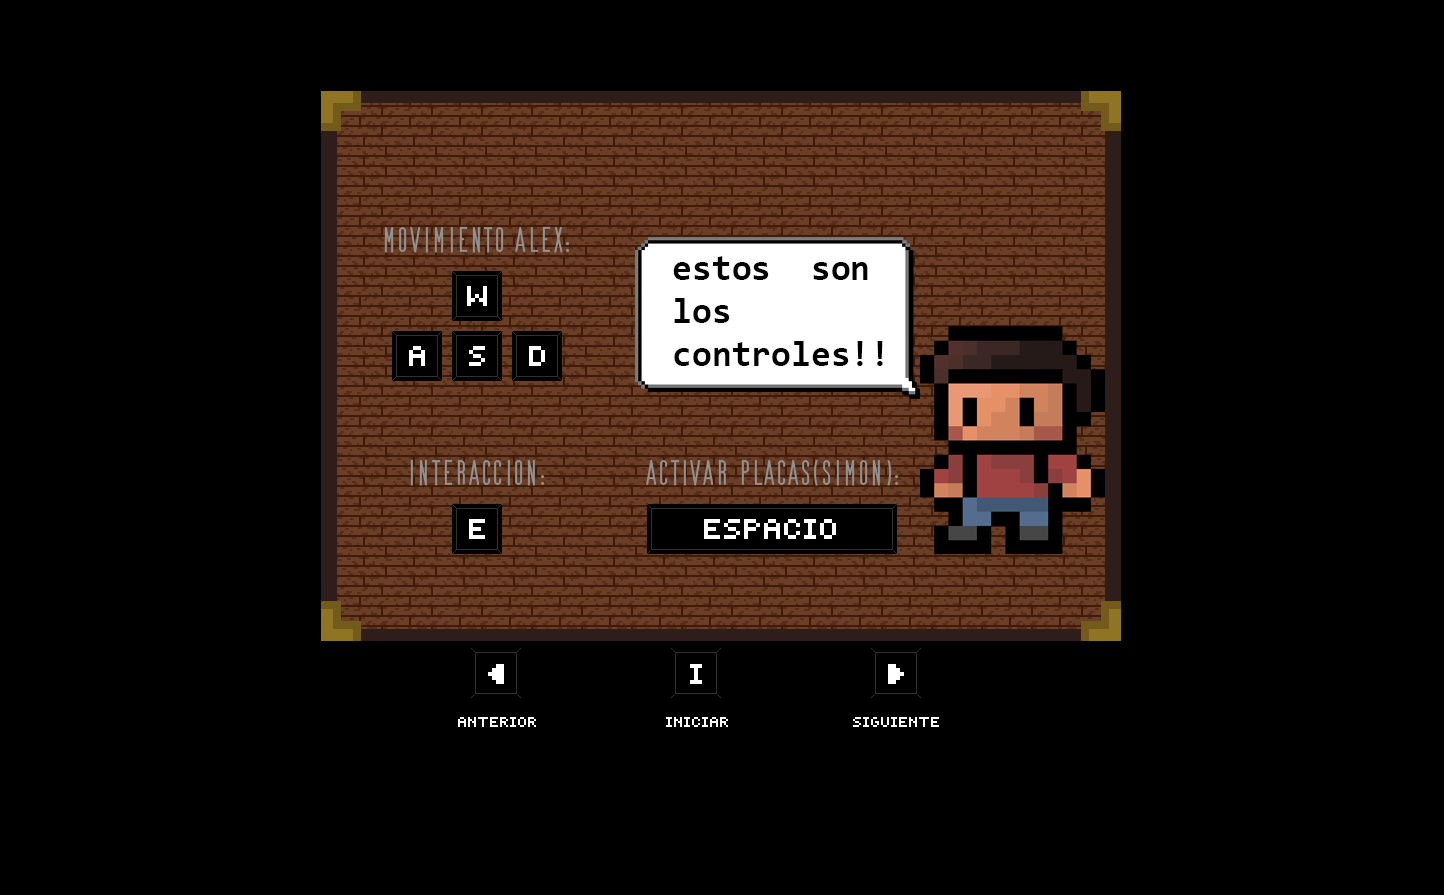 MOVIMIENTO ALEX:
W
A S D
estos son
los
controles!!
INTERACCION:
E
ACTIVAR PLACAS(SIMON):
ESPACIO
I
ANTERIOR
INICIAR
SIGUIENTE